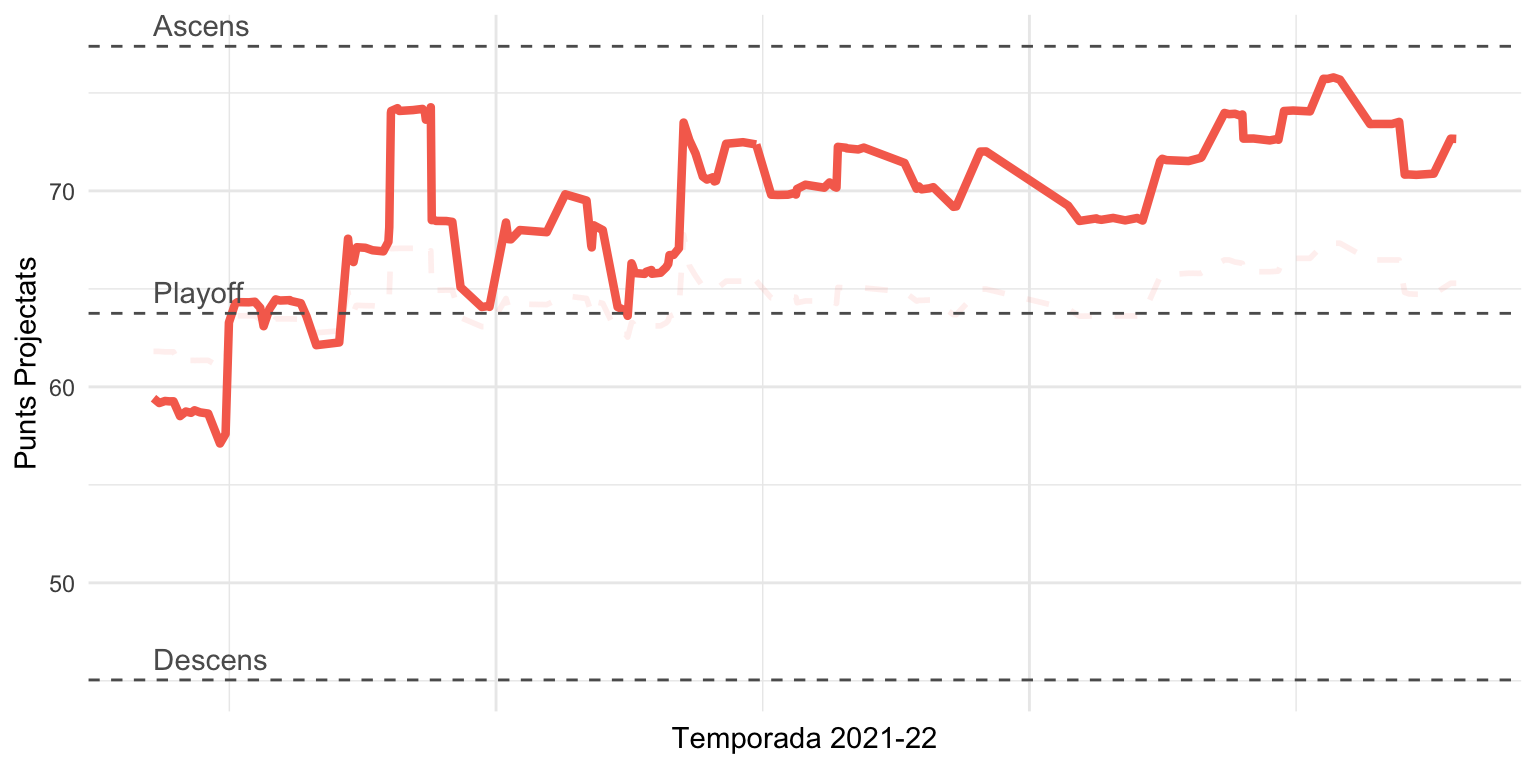 Ascens
70
Playoff
60
50
Descens
Punts Projectats
Temporada 2021-22